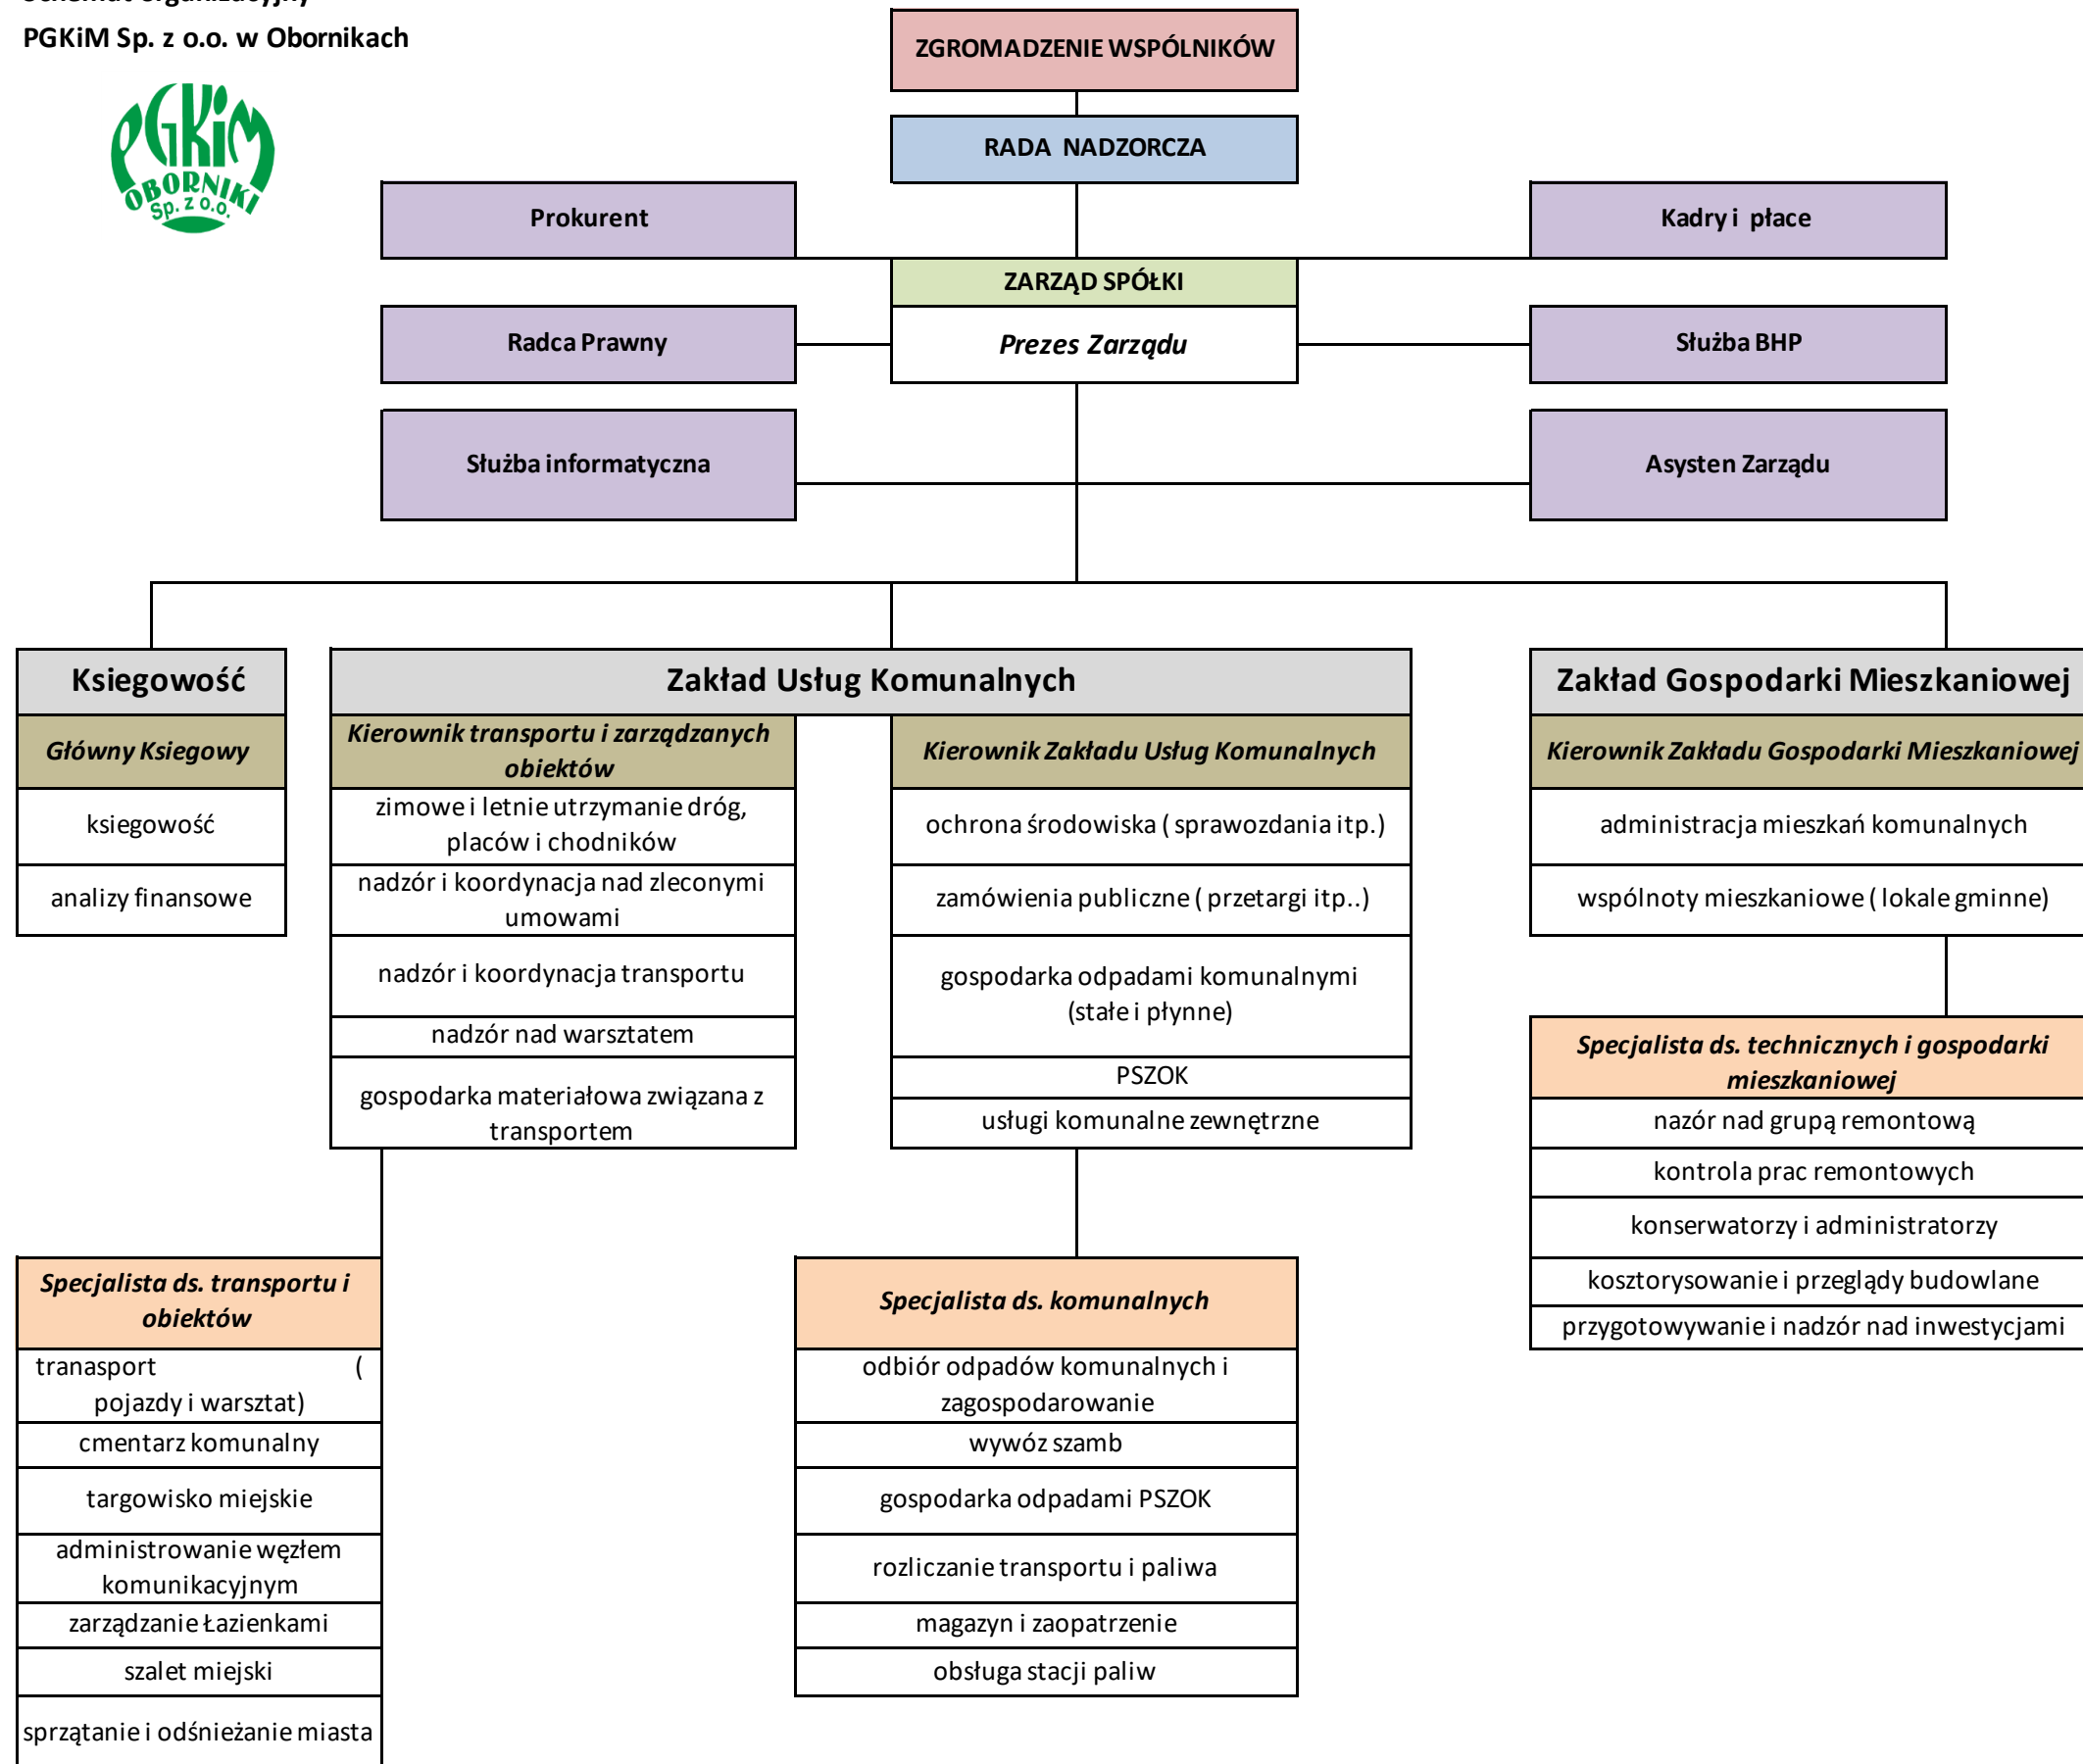 Schemat organizacyjny
PGKiM Sp. z o.o. w Obornikach
PGKiM
OBORNIKI
Sp. z o.o.
ZGROMADZENIE WSPÓLNIKÓW
RADA NADZORCZA
Prokurent
Kadry i płace
ZARZĄD SPÓŁKI
Radca Prawny
Prezes Zarządu
Służba BHP
Służba informatyczna
Asysten Zarządu
Ksiegowość
Główny Ksiegowy
ksiegowość
analizy finansowe
Zakład Usług Komunalnych
Kierownik transportu i zarządzanych
obiektów
zimowe i letnie utrzymanie dróg,
placów i chodników
nadzór i koordynacja nad zleconymi
umowami
nadzór i koordynacja transportu
nadzór nad warsztatem
gospodarka materiałowa związana z
transportem
Kierownik Zakładu Usług Komunalnych
ochrona środowiska ( sprawozdania itp.)
zamówienia publiczne ( przetargi itp..)
gospodarka odpadami komunalnymi
(stałe i płynne)
PSZOK
usługi komunalne zewnętrzne
Zakład Gospodarki Mieszkaniowej
Kierownik Zakładu Gospodarki Mieszkaniowej
administracja mieszkań komunalnych
wspólnoty mieszkaniowe ( lokale gminne)
Specjalista ds. technicznych i gospodarki
mieszkaniowej
nazór nad grupą remontową
kontrola prac remontowych
konserwatorzy i administratorzy
kosztorysowanie i przeglądy budowlane
przygotowywanie i nadzór nad inwestycjami
Specjalista ds. transportu i
obiektów
tranasport (
pojazdy i warsztat)
cmentarz komunalny
targowisko miejskie
administrowanie węzłem
komunikacyjnym
zarządzanie Łazienkami
szalet miejski
sprzątanie i odśnieżanie miasta
Specjalista ds. komunalnych
odbiór odpadów komunalnych i
zagospodarowanie
wywóz szamb
gospodarka odpadami PSZOK
rozliczanie transportu i paliwa
magazyn i zaopatrzenie
obsługa stacji paliw